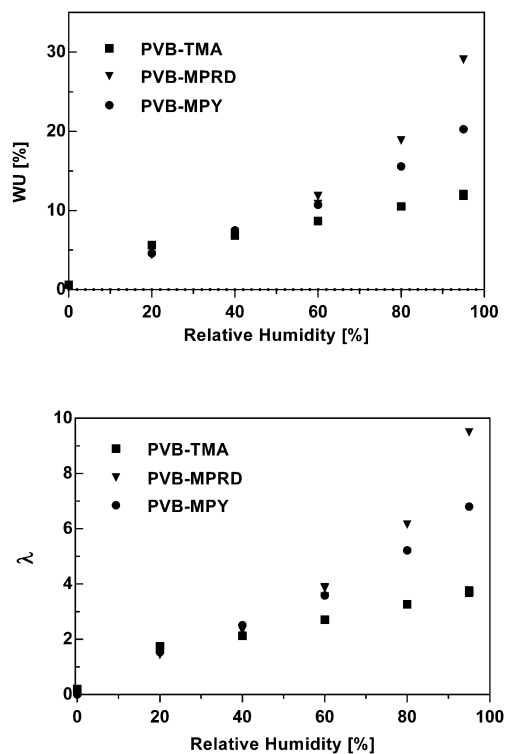 30
20
10
0
WU [%]
PVB-TMA
PVB-MPRD
PVB-MPY
0 20 40 60 80 100
Relative Humidity [%]
10
8
6
4
2
0
λ
PVB-TMA
PVB-MPRD
PVB-MPY
0 20 40 60 80 100
Relative Humidity [%]